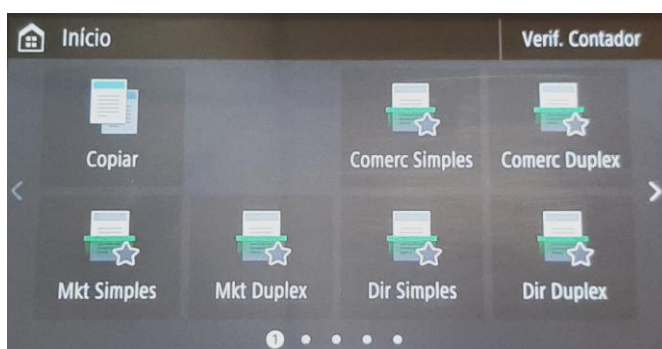 Início
Verif. Contador
Copiar
Comerc Simples
Comerc Duplex
Mkt Simples
Mkt Duplex
Dir Simples
Dir Duplex
1